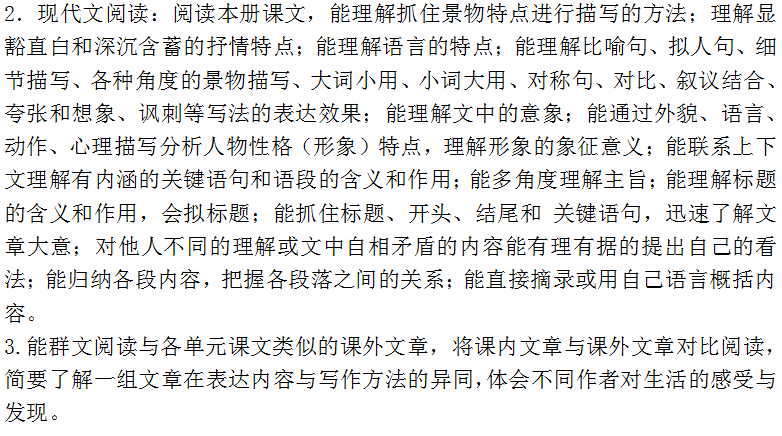 2．现代文阅读：阅读本册课文，能理解抓住景物特点进行描写的方法；理解显
豁直白和深沉含蓄的抒情特点；能理解语言的特点；能理解比喻句、拟人句、细
节描写、各种角度的景物描写、大词小用、小词大用、对称句、对比、叙议结合、
夸张和想象、讽刺等写法的表达效果；能理解文中的意象；能通过外貌、语言、
动作、心理描写分析人物性格（形象）特点，理解形象的象征意义；能联系上下
文理解有内涵的关键语句和语段的含义和作用；能多角度理解主旨；能理解标题
的含义和作用，会拟标题；能抓住标题、开头、结尾和 关键语句，迅速了解文
章大意；对他人不同的理解或文中自相矛盾的内容能有理有据的提出自己的看
法；能归纳各段内容，把握各段落之间的关系；能直接摘录或用自己语言概括内
容。
3.能群文阅读与各单元课文类似的课外文章，将课内文章与课外文章对比阅读，
简要了解一组文章在表达内容与写作方法的异同，体会不同作者对生活的感受与
发现。